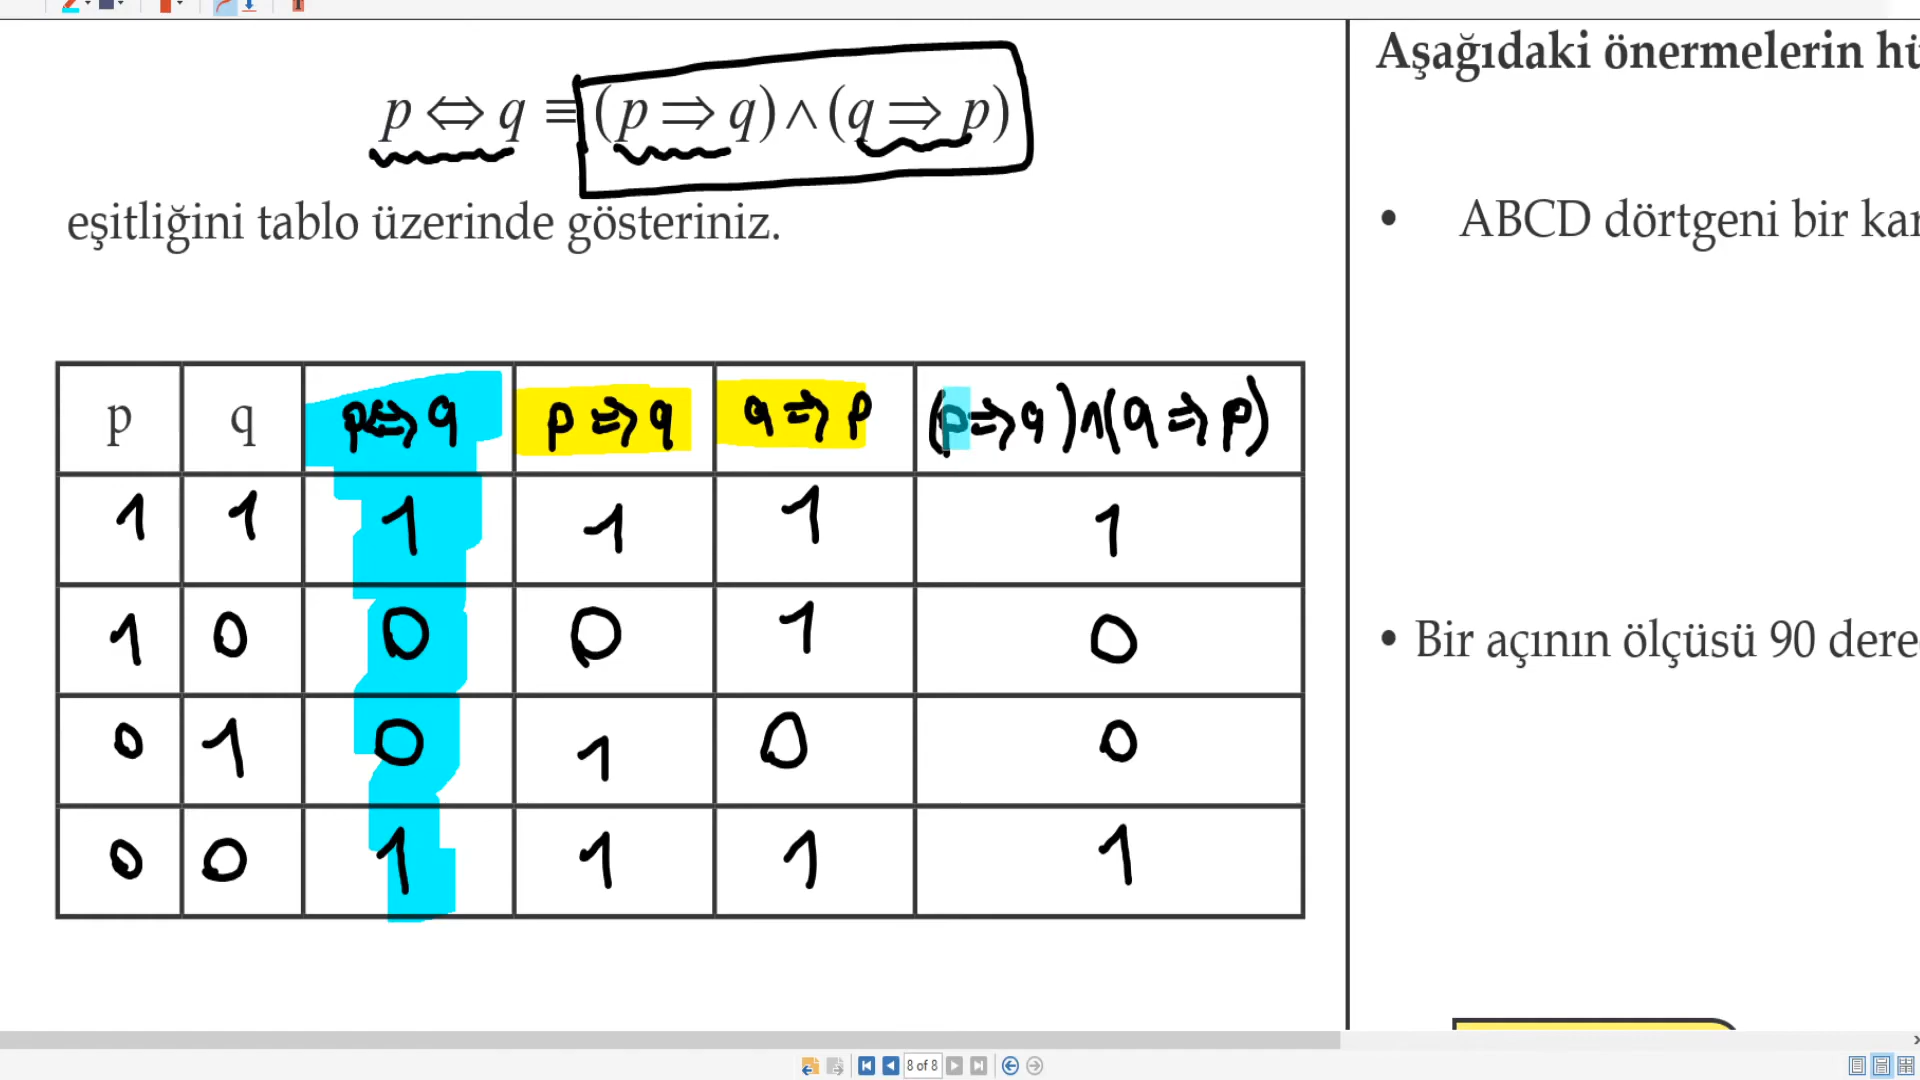 p ⇔ q ≡ (p ⇒ q) ∧ (q ⇒ p)
eşitliğini tablo üzerinde gösteriniz.
p q p⇔q p⇒q q⇒p (p⇒q)∧(q⇒p)
1 1 1 1 1 1
1 0 0 0 1 0
0 1 0 1 0 0
0 0 1 1 1 1
Aşağıdaki önermelerin hü
• ABCD dörtgeni bir kar
• Bir açının ölçüsü 90 dere
8 of 8